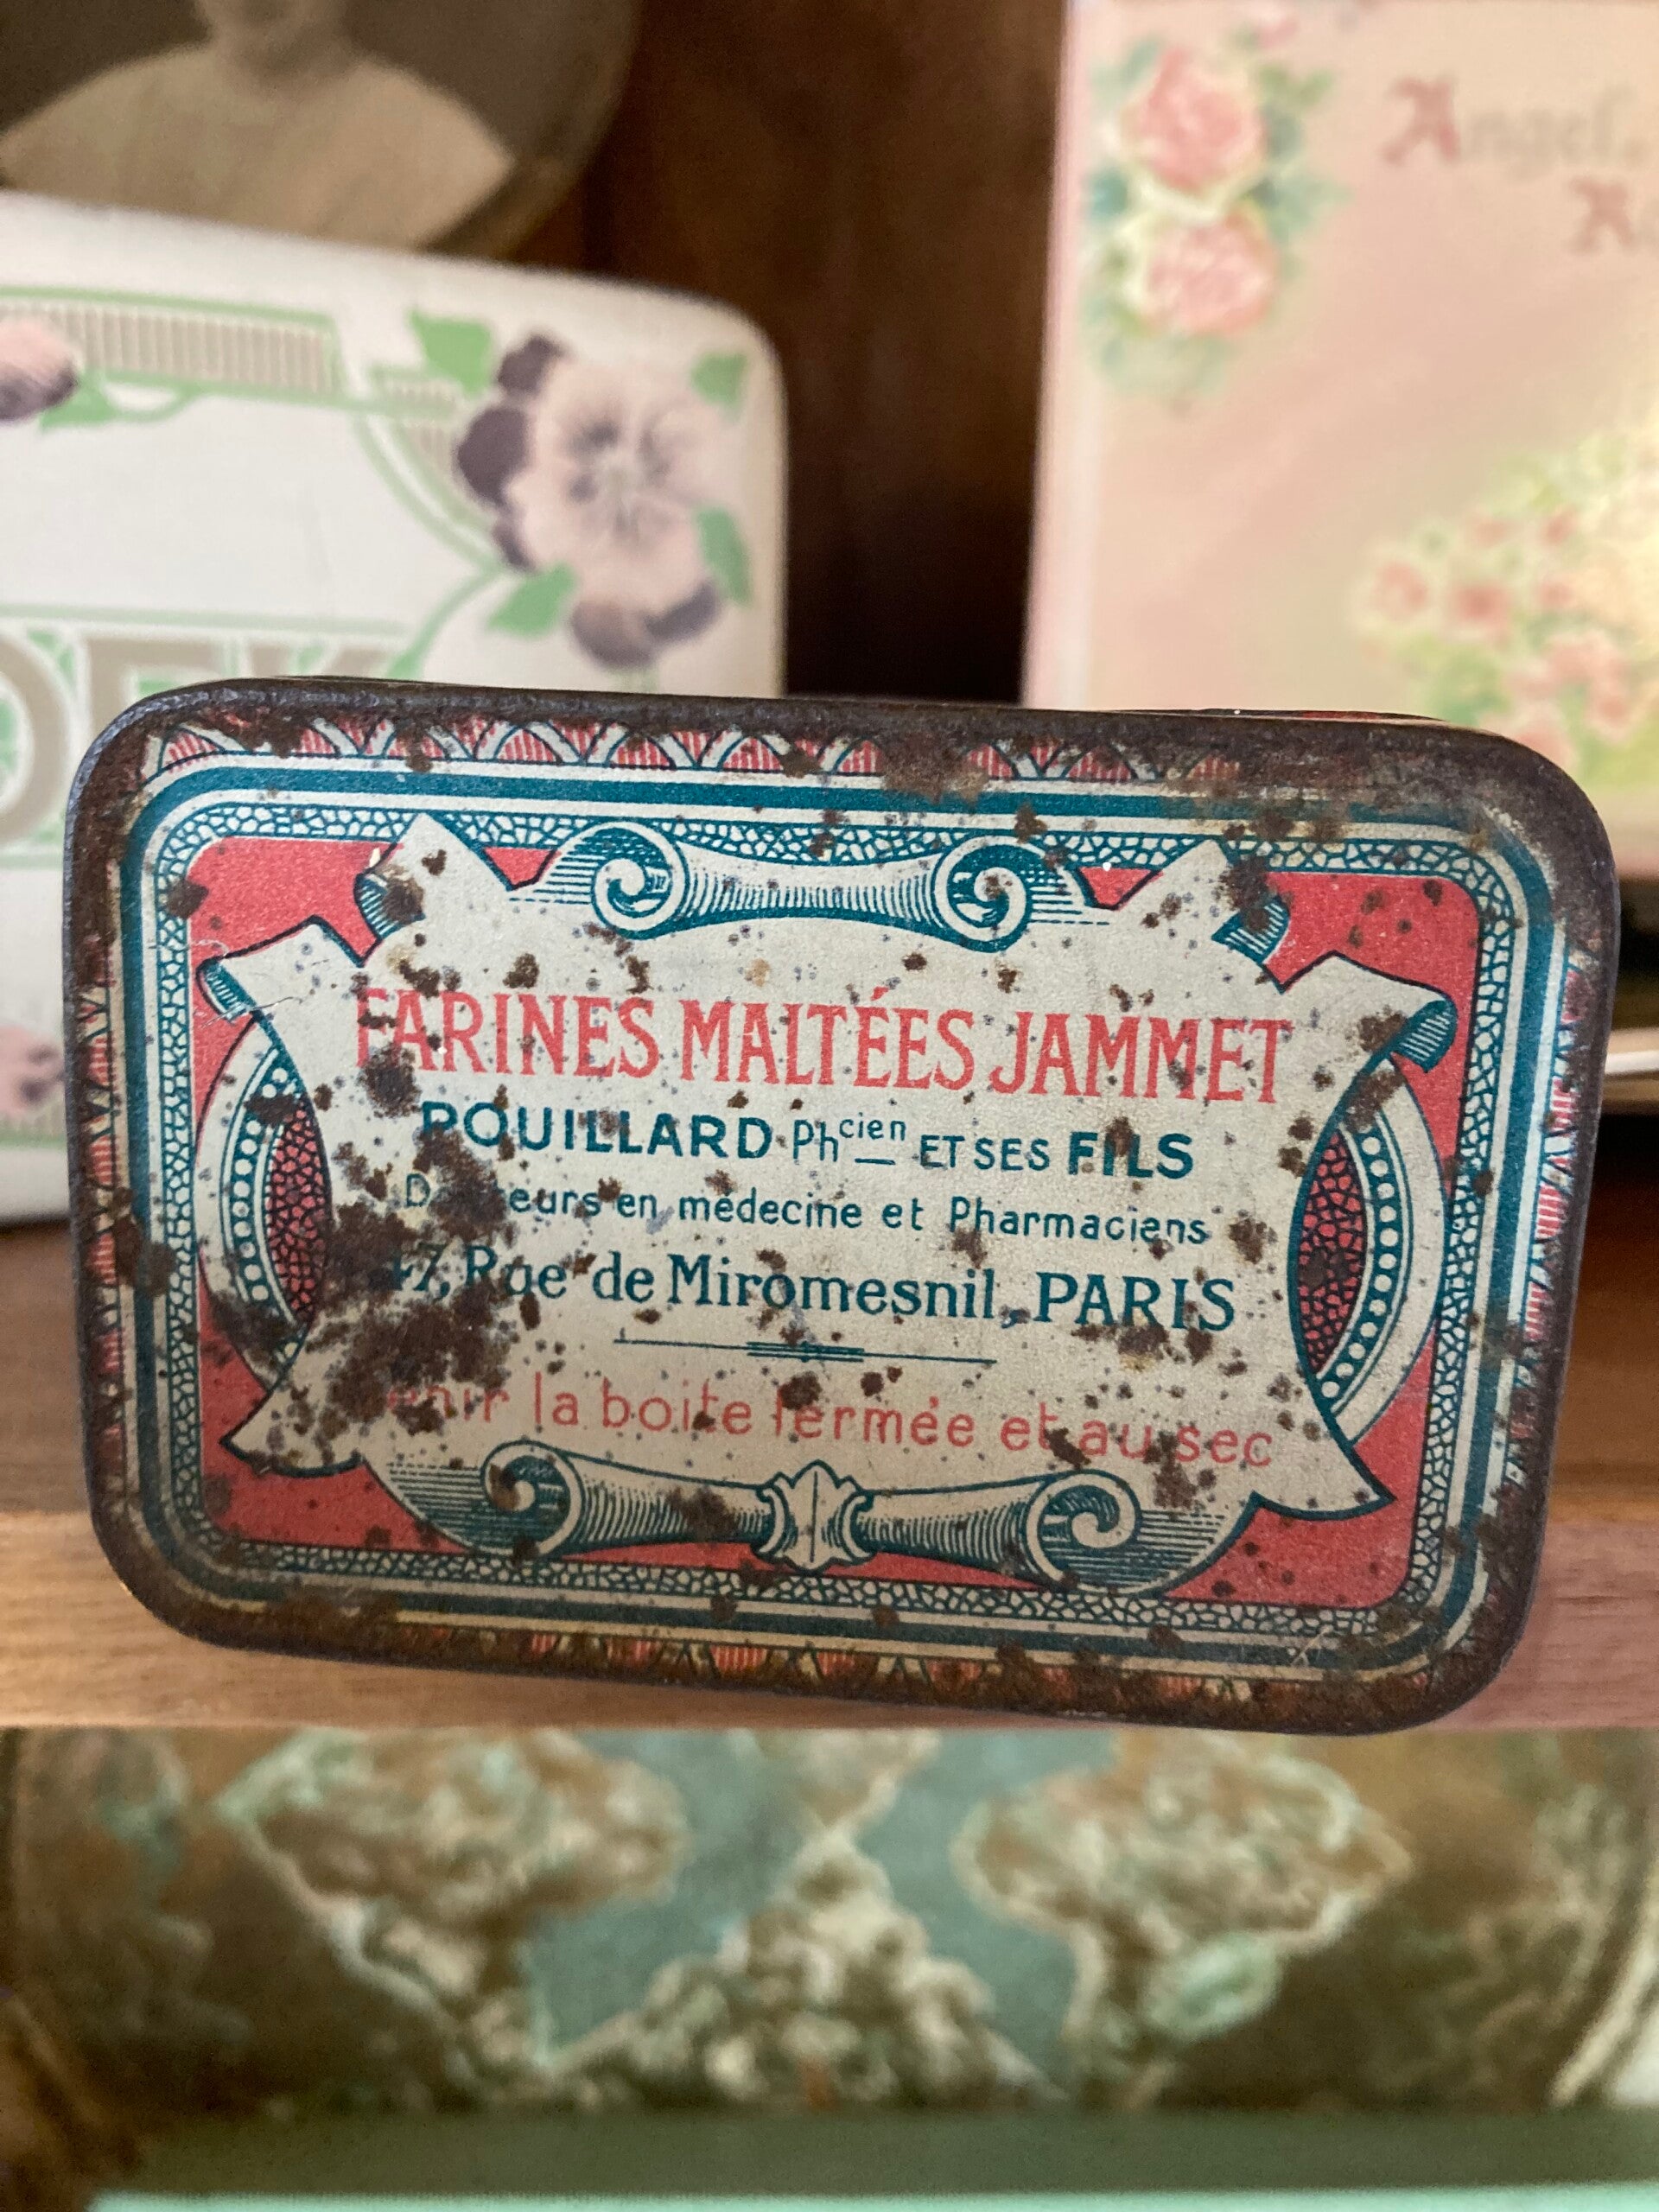 Angel
FARINES MALTÉES JAMMET
ROUILLARD Phcien ET SES FILS
en médecine et Pharmaciens
Rue de Miromesnil, PARIS
la boite fermée et au sec